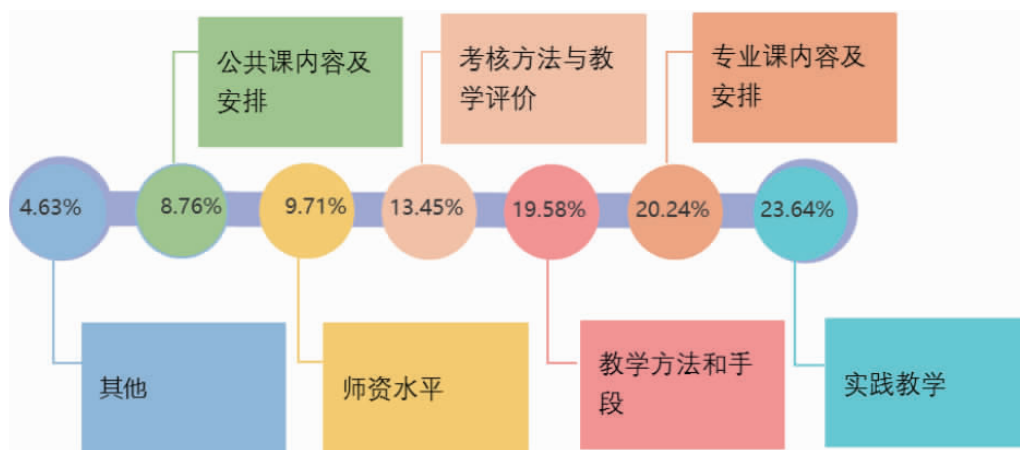 公共课内容及
安排
考核方法与教
学评价
专业课内容及
安排
4.63%
8.76%
9.71%
13.45%
19.58%
20.24%
23.64%
其他
师资水平
教学方法和手
段
实践教学